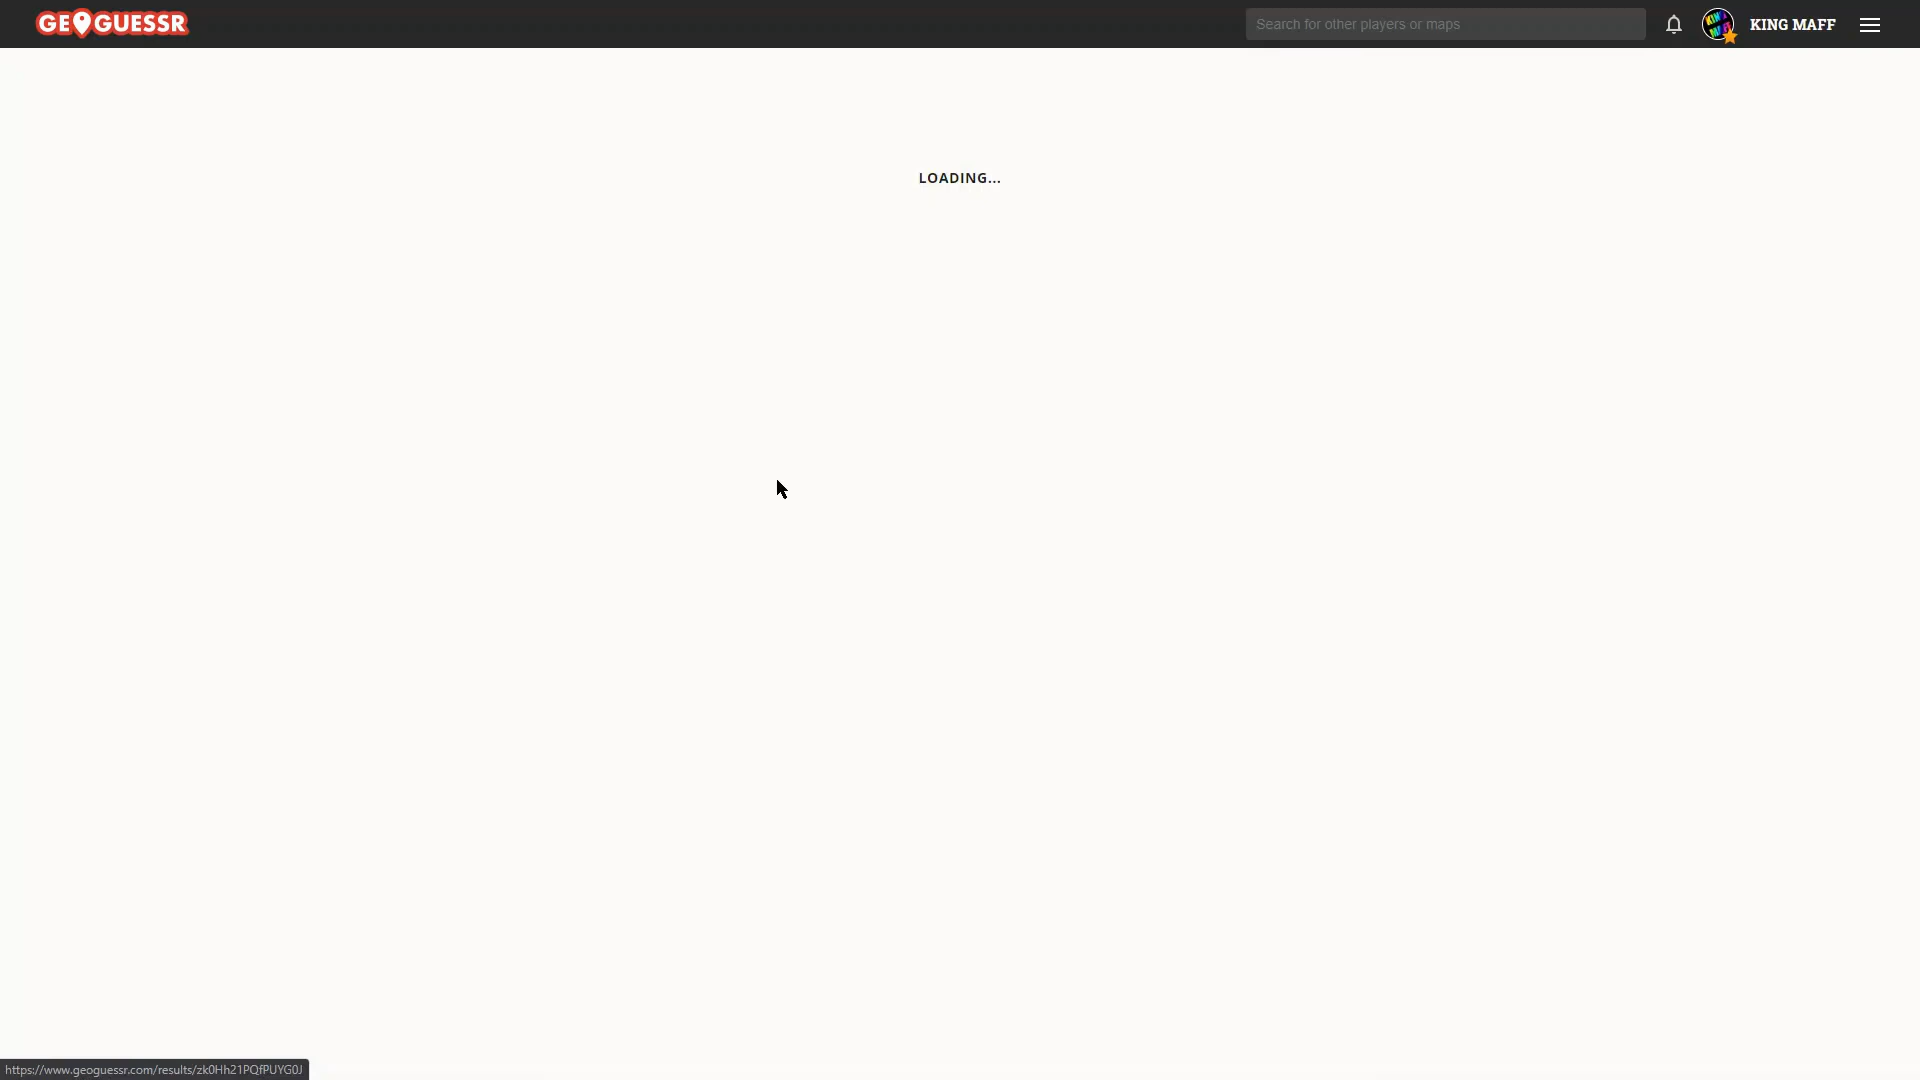 GEOGUESSR
Search for other players or maps
KING MAFF
LOADING...
https://www.geoguessr.com/results/zk0Hh21PQfPUYG0J